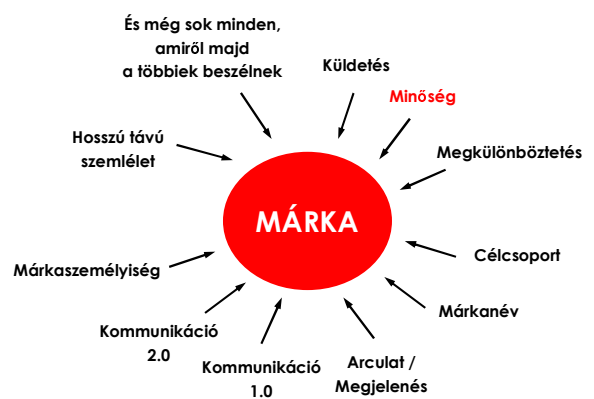 És még sok minden,
amiről majd
a többiek beszélnek
Küldetés
Minőség
Hosszú távú
szemlélet
Megkülönböztetés
MÁRKA
Célcsoport
Márkaszemélyiség
Márkanév
Kommunikáció
2.0
Kommunikáció
1.0
Arculat /
Megjelenés